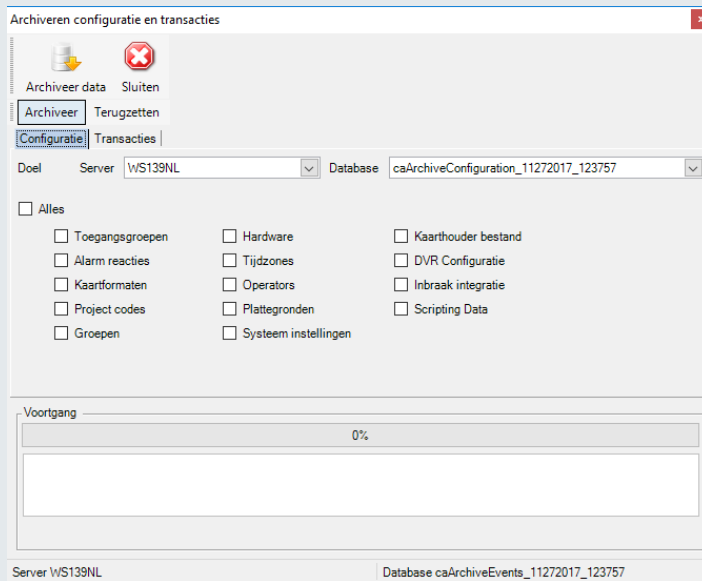 Archiveren configuratie en transacties
Archiveer data Sluiten
Archiveer Terugzetten
Configuratie Transacties
Doel Server WS139NL Database caArchiveConfiguration_11272017_123757
Alles
Toegangsgroepen Hardware Kaarthouder bestand
Alarm reacties Tijdzones DVR Configuratie
Kaartformaten Operators Inbraak integratie
Project codes Plattegronden Scripting Data
Groepen Systeem instellingen
Voortgang
0%
Server WS139NL Database caArchiveEvents_11272017_123757